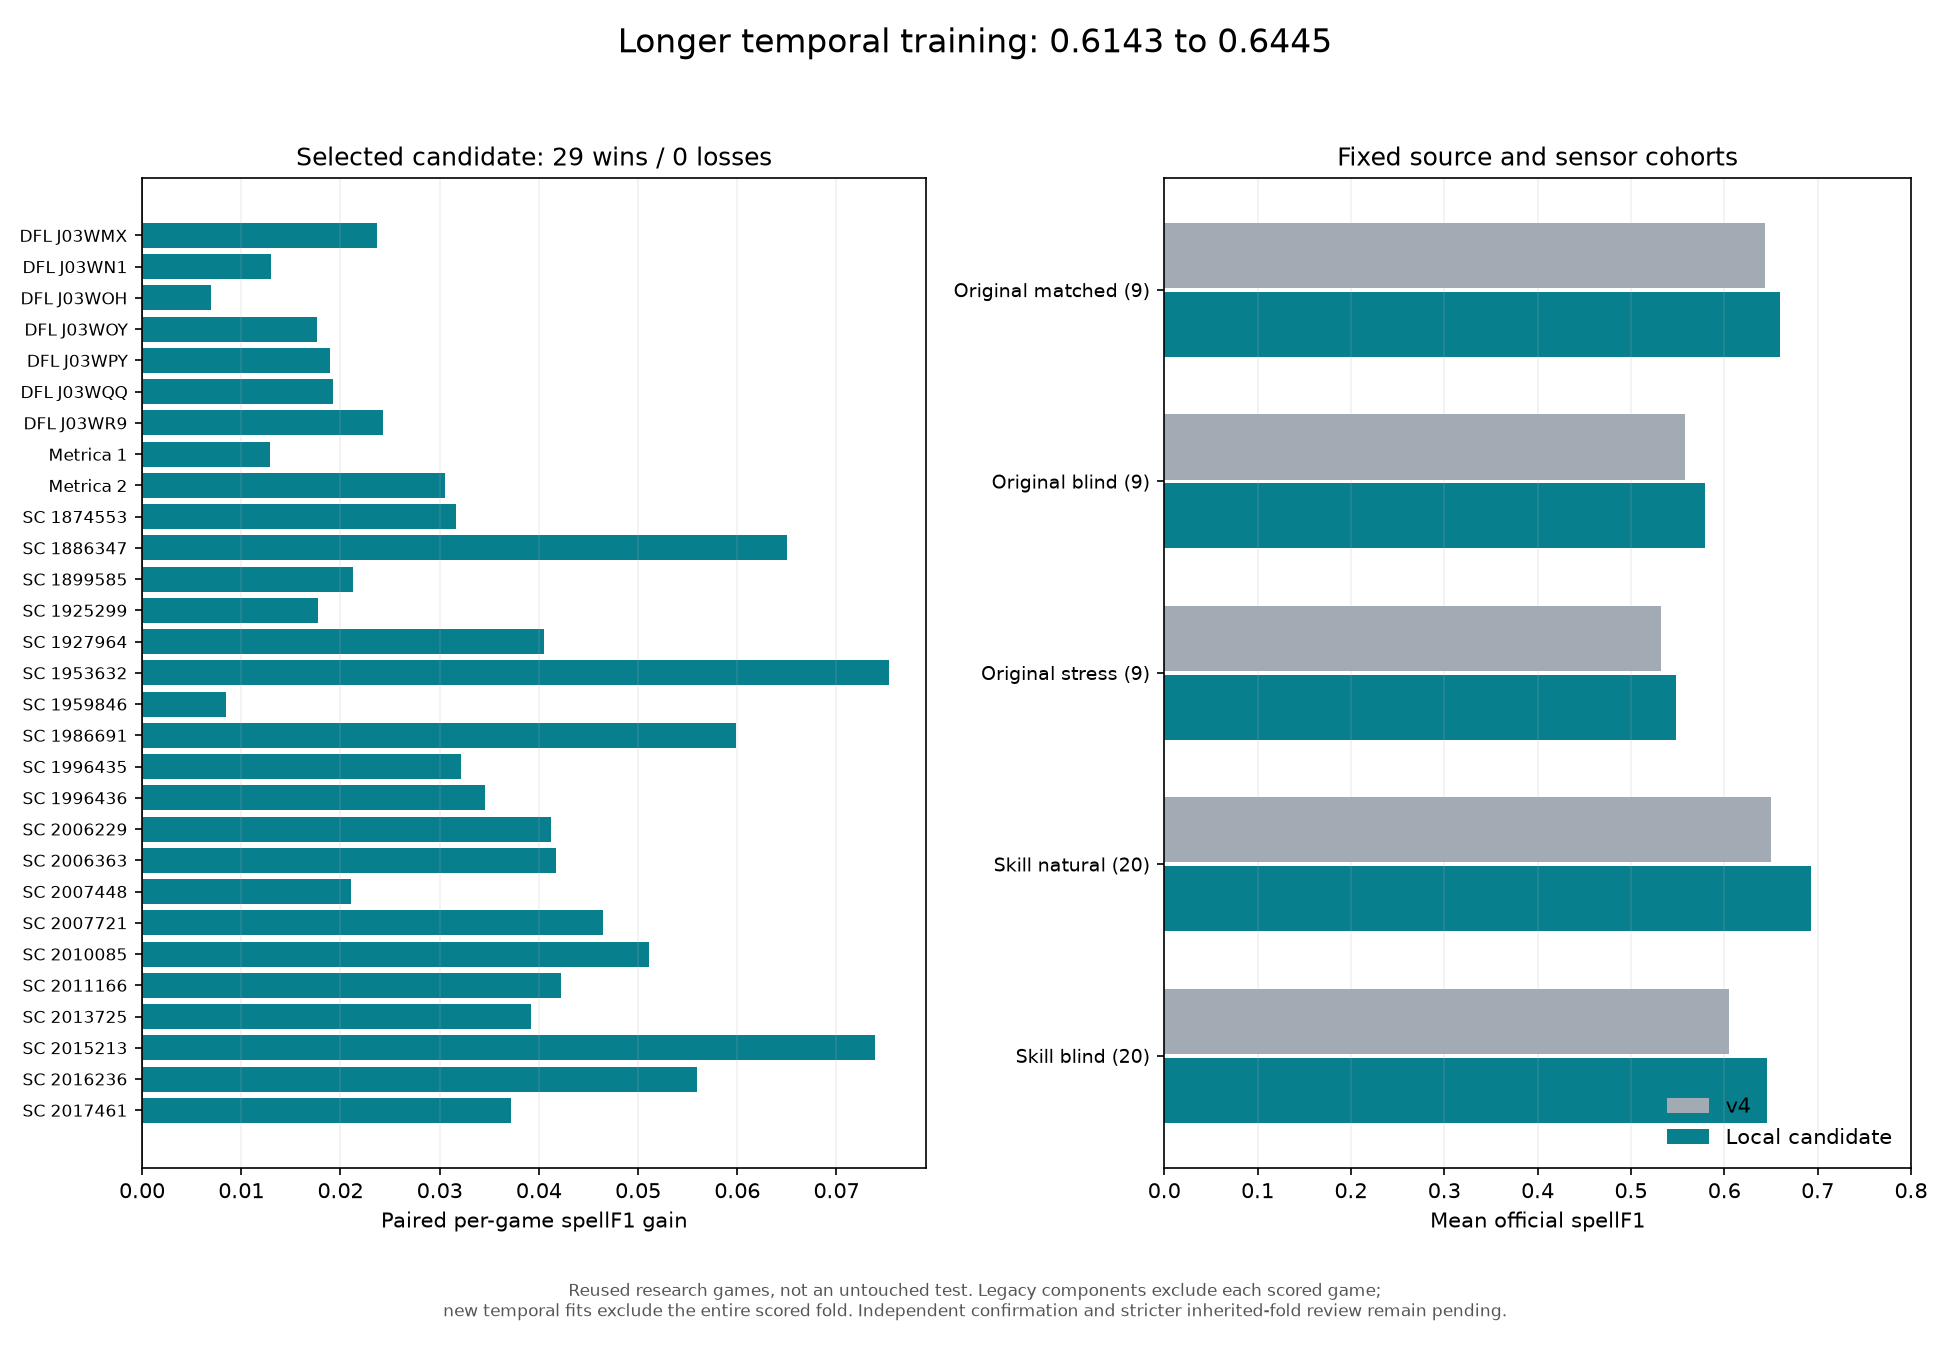 Longer temporal training: 0.6143 to 0.6445
Selected candidate: 29 wins / 0 losses
DFL J03WMX
DFL J03WN1
DFL J03WOH
DFL J03WOY
DFL J03WPY
DFL J03WQQ
DFL J03WR9
Metrica 1
Metrica 2
SC 1874553
SC 1886347
SC 1899585
SC 1925299
SC 1927964
SC 1953632
SC 1959846
SC 1986691
SC 1996435
SC 1996436
SC 2006229
SC 2006363
SC 2007448
SC 2007721
SC 2010085
SC 2011166
SC 2013725
SC 2015213
SC 2016236
SC 2017461
0.00 0.01 0.02 0.03 0.04 0.05 0.06 0.07
Paired per-game spellF1 gain
Fixed source and sensor cohorts
Original matched (9)
Original blind (9)
Original stress (9)
Skill natural (20)
Skill blind (20)
v4
Local candidate
0.0 0.1 0.2 0.3 0.4 0.5 0.6 0.7 0.8
Mean official spellF1
Reused research games, not an untouched test. Legacy components exclude each scored game;
new temporal fits exclude the entire scored fold. Independent confirmation and stricter inherited-fold review remain pending.